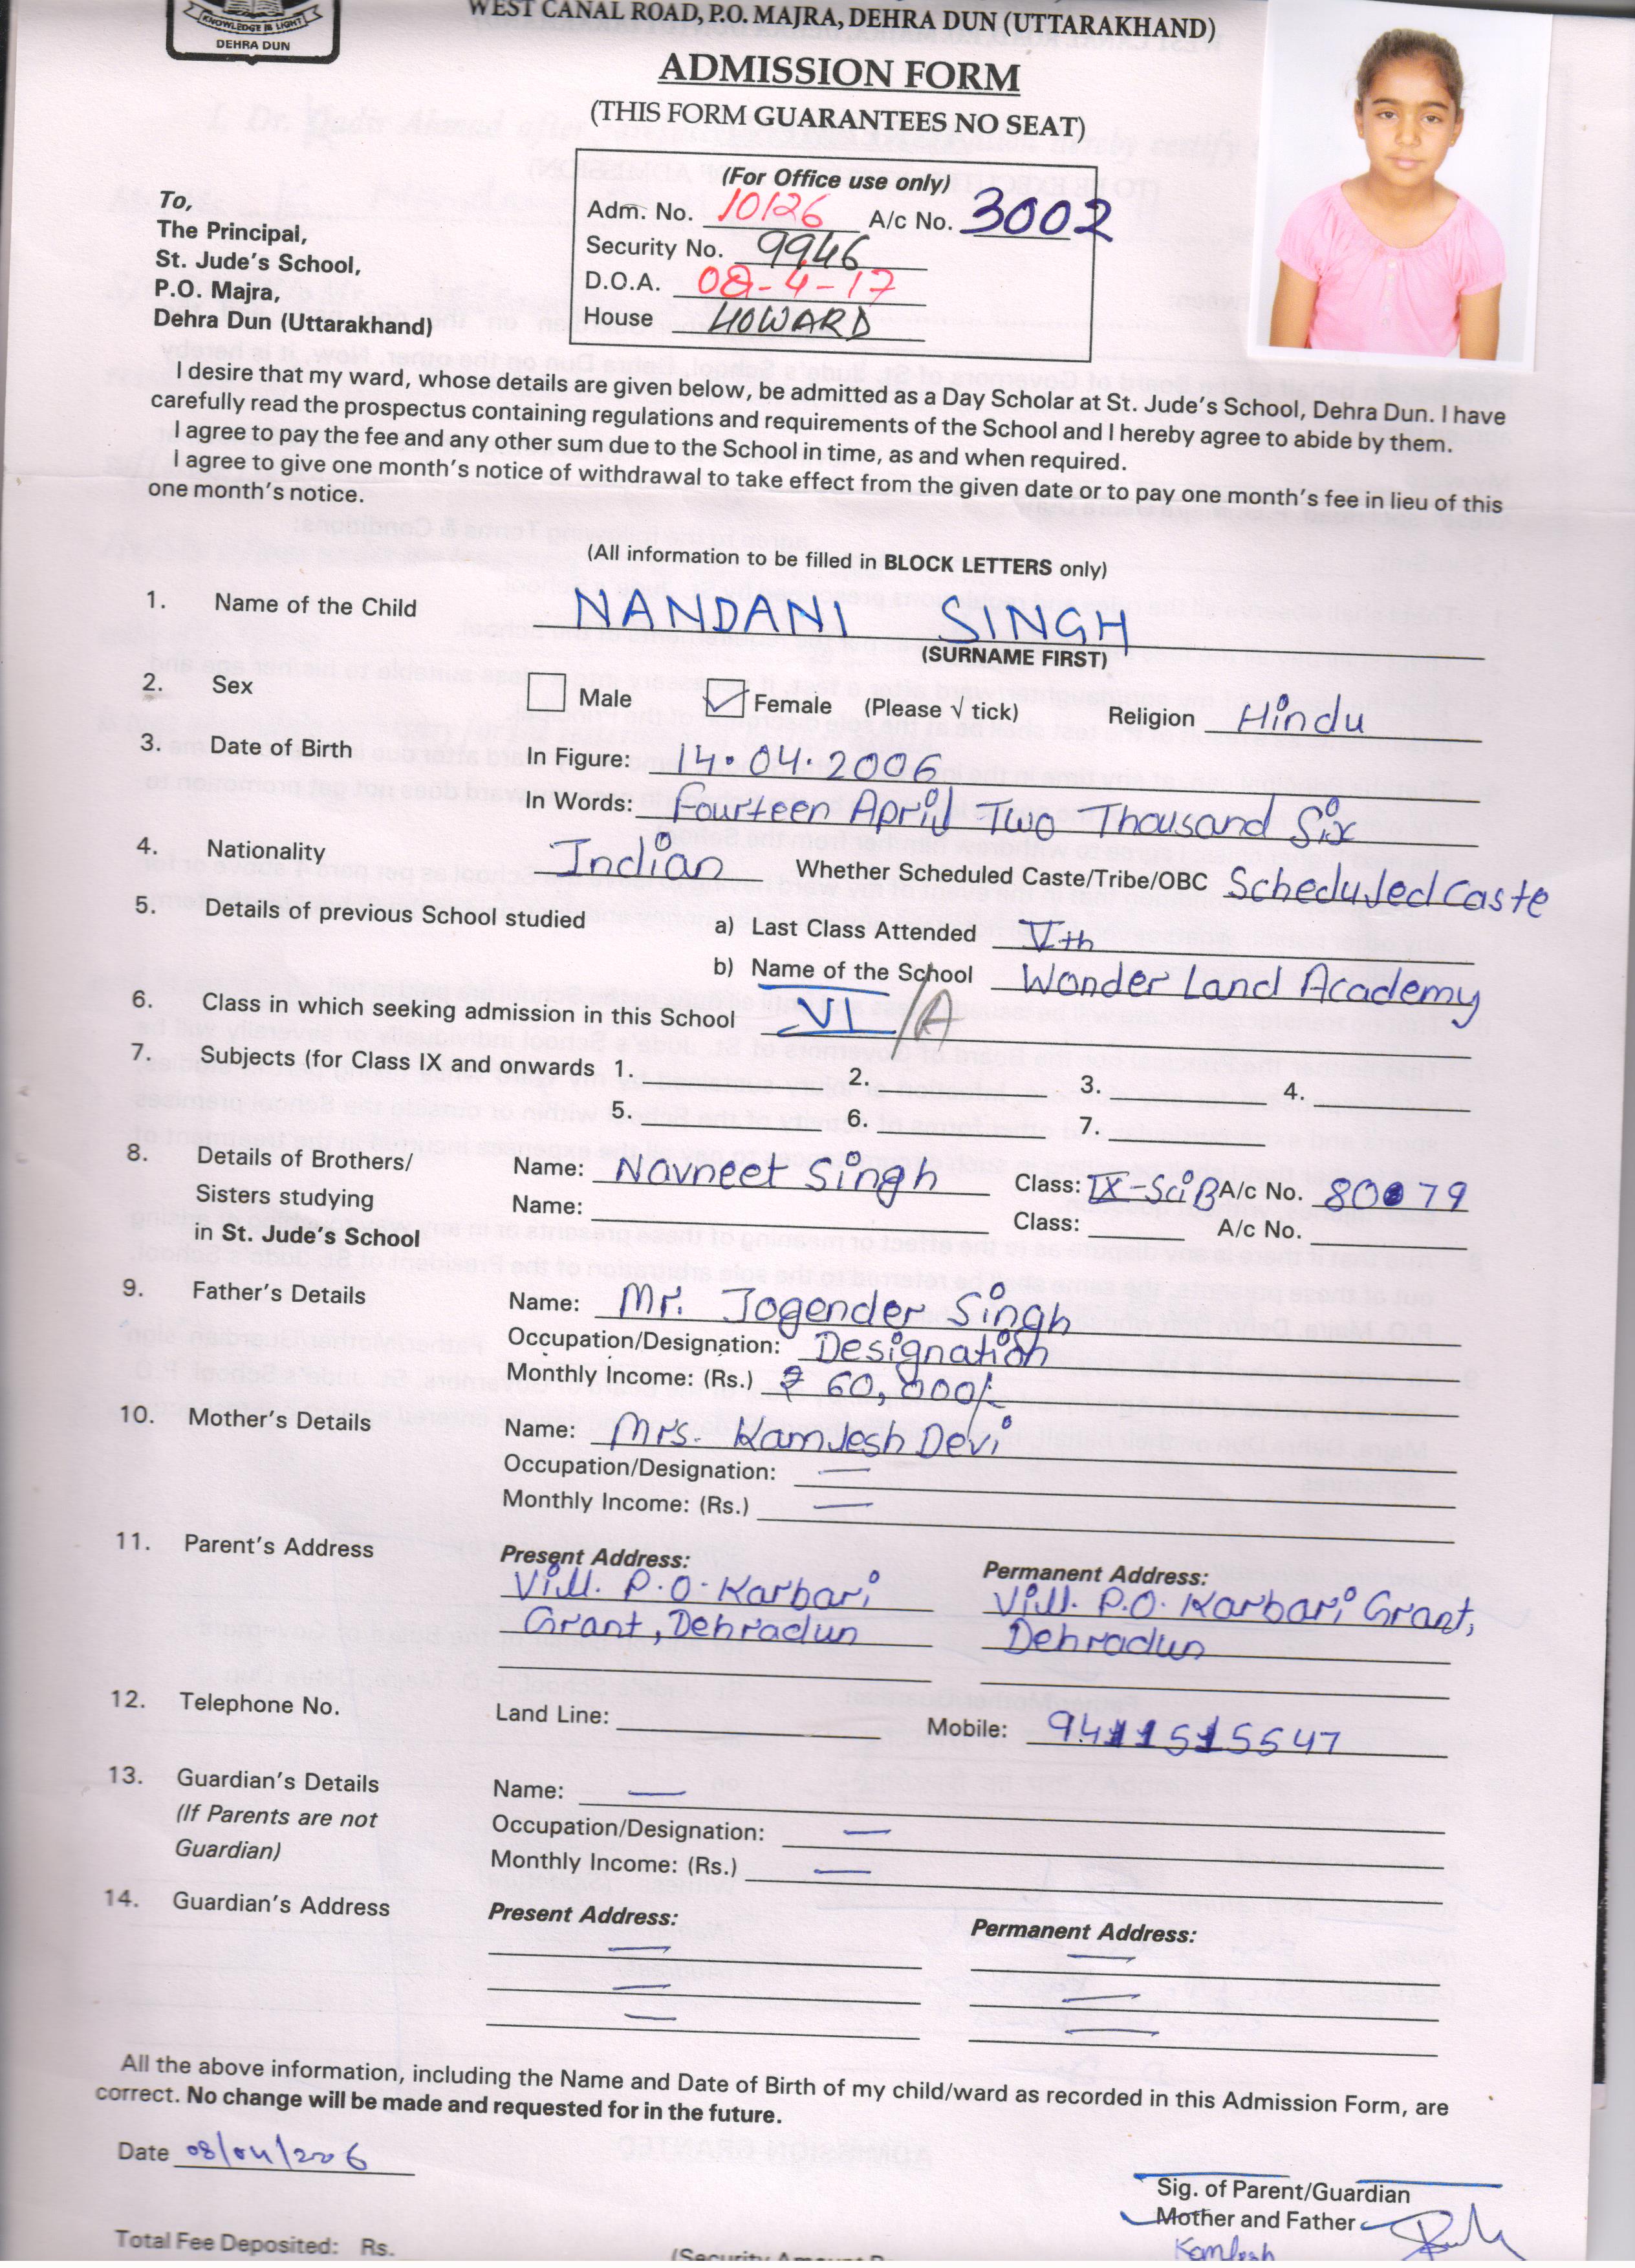 KNOWLEDGE IS LIGHT
DEHRA DUN
WEST CANAL ROAD, P.O. MAJRA, DEHRA DUN (UTTARAKHAND)
ADMISSION FORM
(THIS FORM GUARANTEES NO SEAT)
(For Office use only)
Adm. No. 10126 A/c No. 3002
Security No. 9946
D.O.A. 08-4-17
House HOWARD
To,
The Principal,
St. Jude's School,
P.O. Majra,
Dehra Dun (Uttarakhand)
I desire that my ward, whose details are given below, be admitted as a Day Scholar at St. Jude's School, Dehra Dun. I have
carefully read the prospectus containing regulations and requirements of the School and I hereby agree to abide by them.
I agree to pay the fee and any other sum due to the School in time, as and when required.
I agree to give one month's notice of withdrawal to take effect from the given date or to pay one month's fee in lieu of this
one month's notice.
(All information to be filled in BLOCK LETTERS only)
1. Name of the Child NANDANI SINGH
(SURNAME FIRST)
2. Sex Male Female (Please √ tick) Religion Hindu
3. Date of Birth In Figure: 14.04.2006
In Words: Fourteen April Two Thousand Six
4. Nationality Indian Whether Scheduled Caste/Tribe/OBC Scheduled Caste
5. Details of previous School studied a) Last Class Attended Vth
b) Name of the School Wonder Land Academy
6. Class in which seeking admission in this School VI/A
7. Subjects (for Class IX and onwards 1. 2. 3. 4.
5. 6. 7.
8. Details of Brothers/ Name: Navneet Singh Class: IX-Sci B A/c No. 80079
Sisters studying Name: Class: A/c No.
in St. Jude's School
9. Father's Details Name: Mr. Jogender Singh
Occupation/Designation: Designation
Monthly Income: (Rs.) ₹ 60,000/-
10. Mother's Details Name: Mrs. Kamlesh Devi
Occupation/Designation: —
Monthly Income: (Rs.) —
11. Parent's Address Present Address: Permanent Address:
Vill. P.O. Karbari Vill. P.O. Karbari Grant,
Grant, Dehradun Dehradun
12. Telephone No. Land Line: Mobile: 9411515547
13. Guardian's Details Name: —
(If Parents are not Occupation/Designation: —
Guardian) Monthly Income: (Rs.) —
14. Guardian's Address Present Address: Permanent Address:
— —
— —
— —
All the above information, including the Name and Date of Birth of my child/ward as recorded in this Admission Form, are
correct. No change will be made and requested for in the future.
Date 08/04/2006
Sig. of Parent/Guardian
Mother and Father
Kamlesh
Total Fee Deposited: Rs.